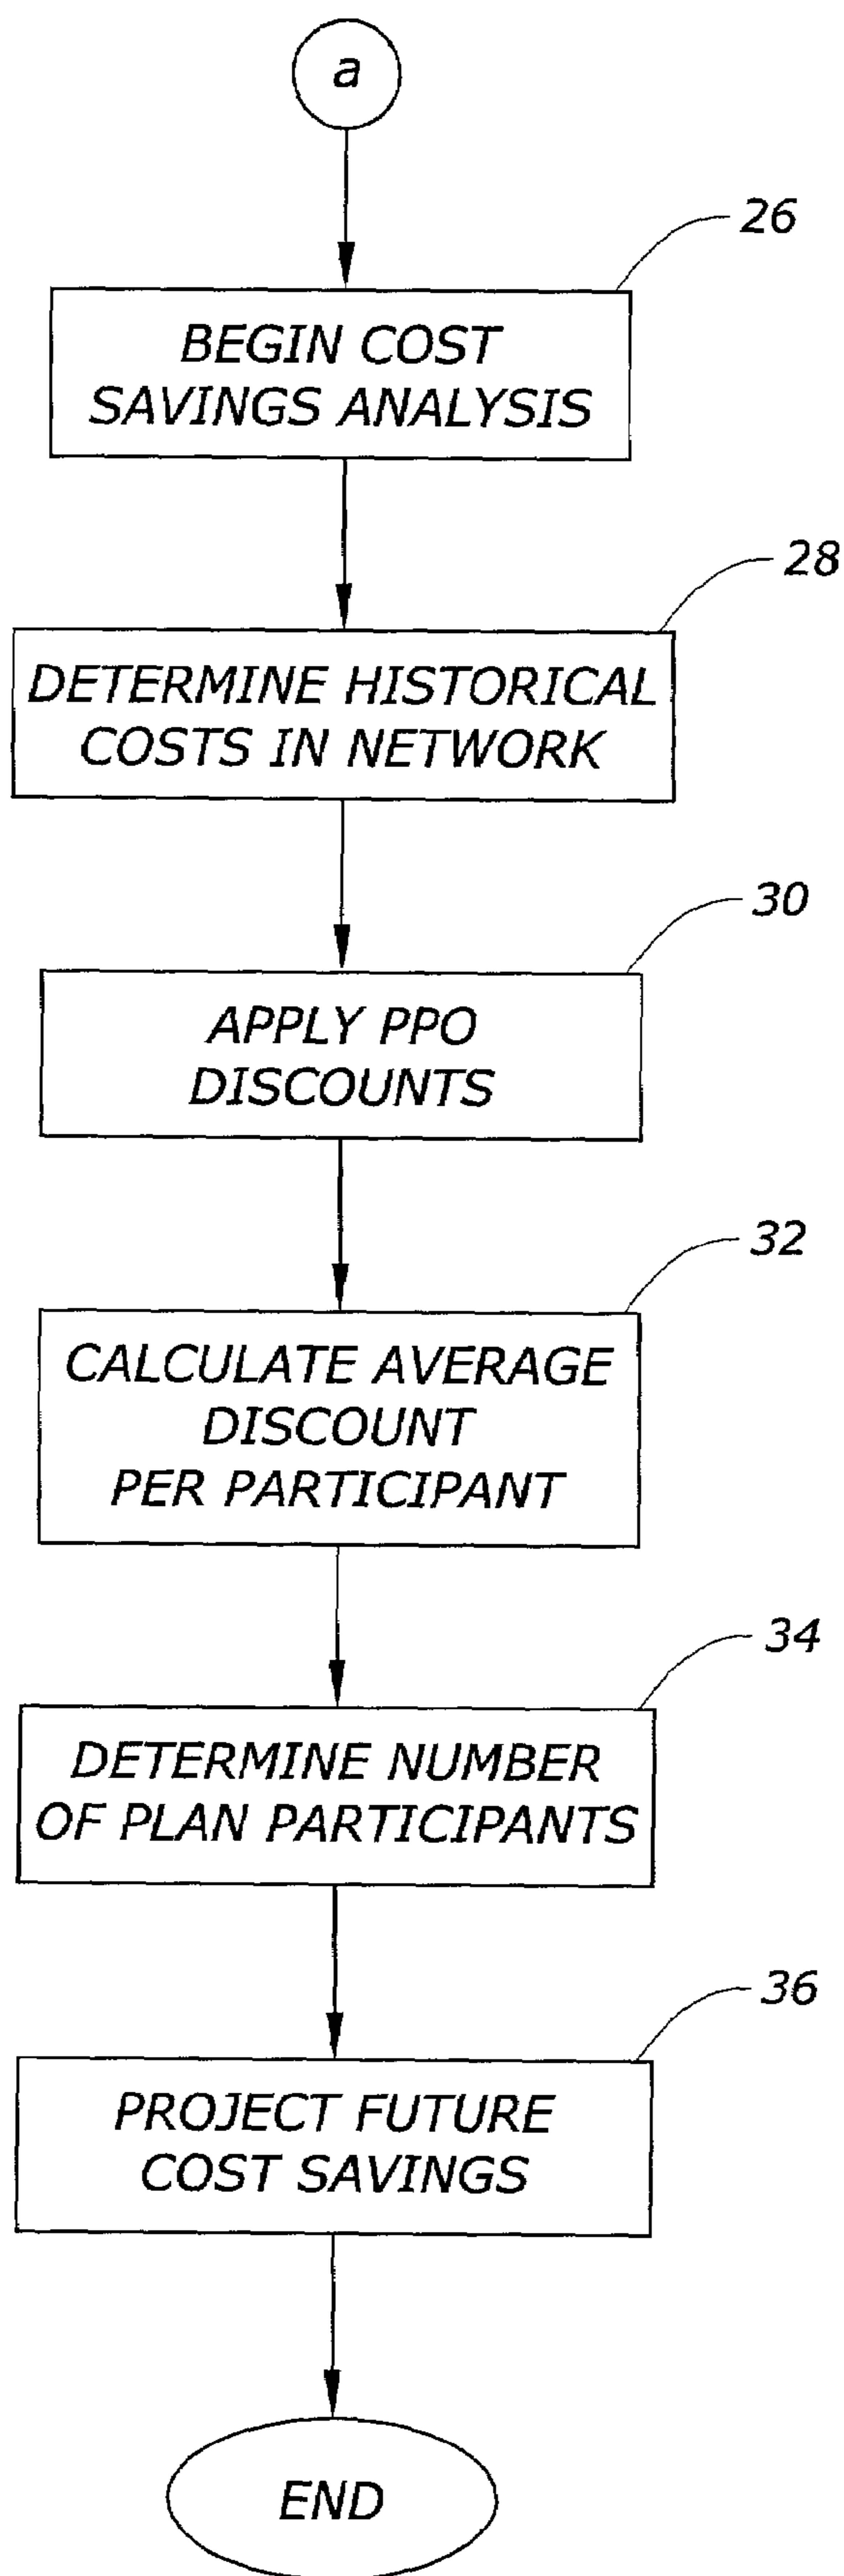 a
26
BEGIN COST
SAVINGS ANALYSIS
28
DETERMINE HISTORICAL
COSTS IN NETWORK
30
APPLY PPO
DISCOUNTS
32
CALCULATE AVERAGE
DISCOUNT
PER PARTICIPANT
34
DETERMINE NUMBER
OF PLAN PARTICIPANTS
36
PROJECT FUTURE
COST SAVINGS
END